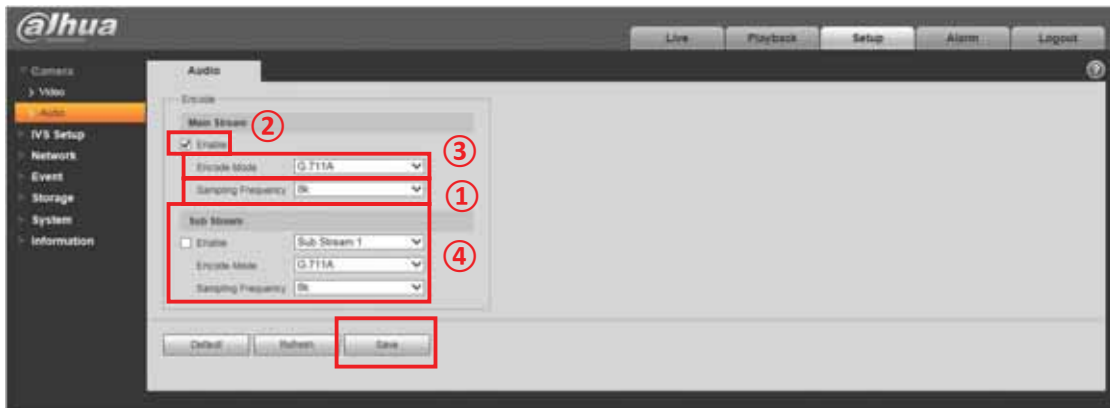 alhua
Live Playback Setup Alarm Logout
Camera Audio
Video
Audio
Encode
Main Stream ②
Enable
IVS Setup
Network
Event
Storage
System
Information
③
Encode Mode G.711A
①
Sampling Frequency 8k
Sub Stream
Enable Sub Stream 1
④
Encode Mode G.711A
Sampling Frequency 8k
Default Refresh Save